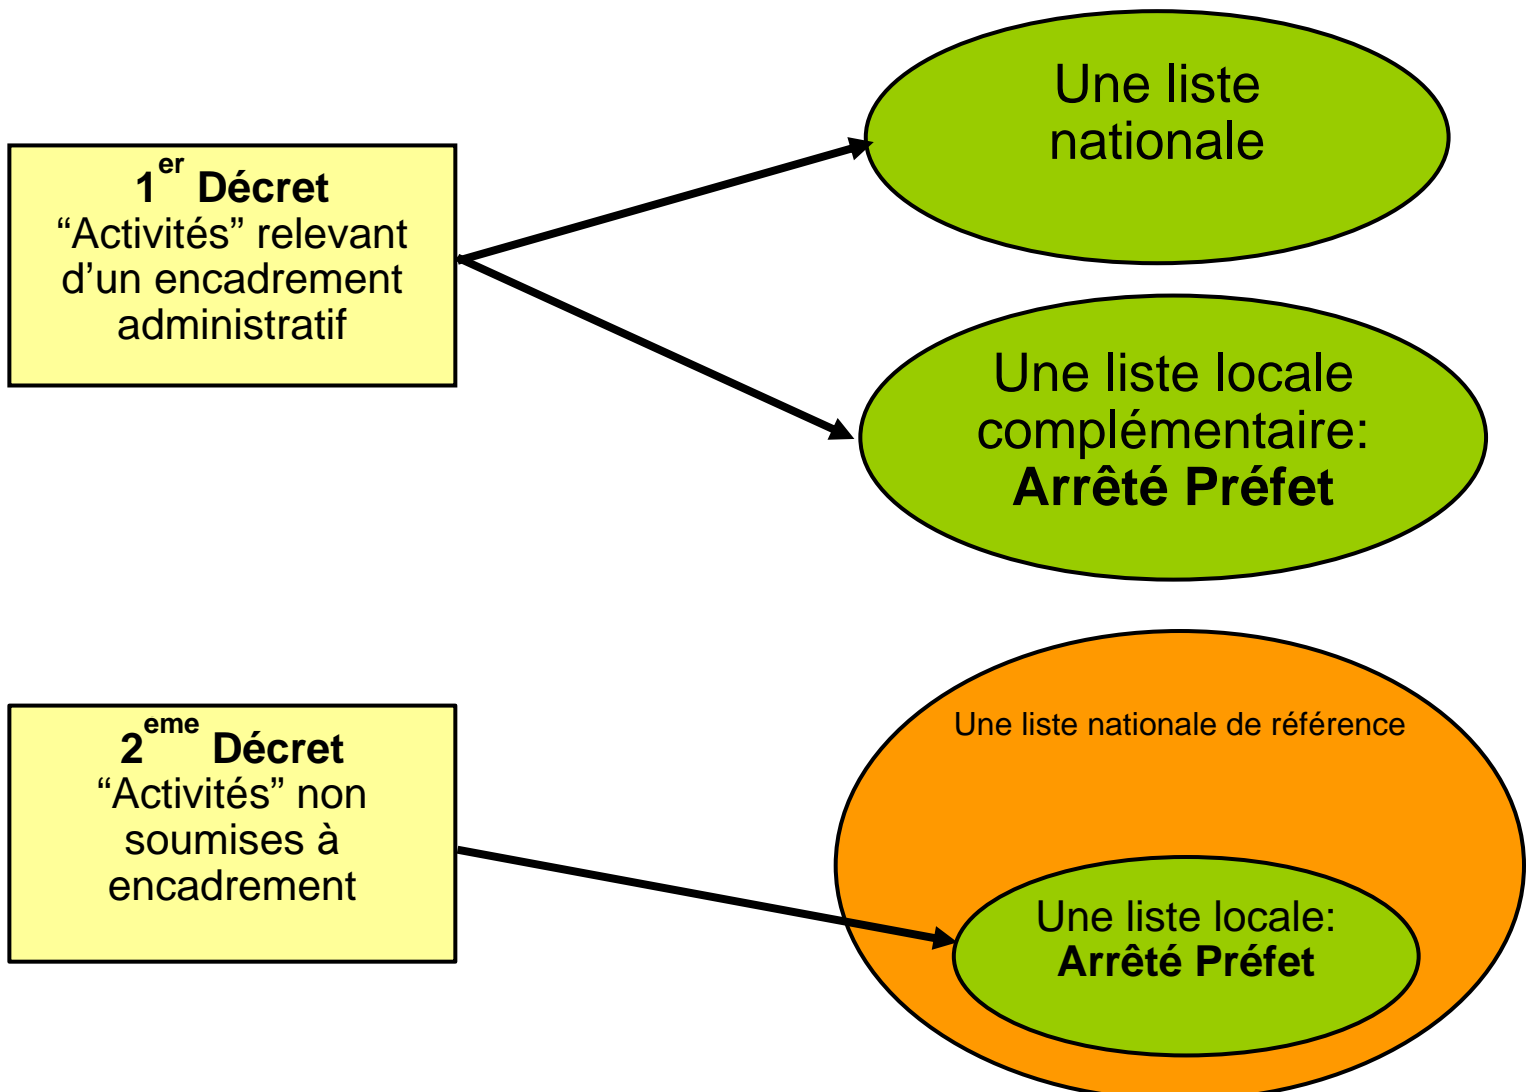 1er Décret
“Activités” relevant
d’un encadrement
administratif
Une liste
nationale
Une liste locale
complémentaire:
Arrêté Préfet
2eme Décret
“Activités” non
soumises à
encadrement
Une liste nationale de référence
Une liste locale:
Arrêté Préfet